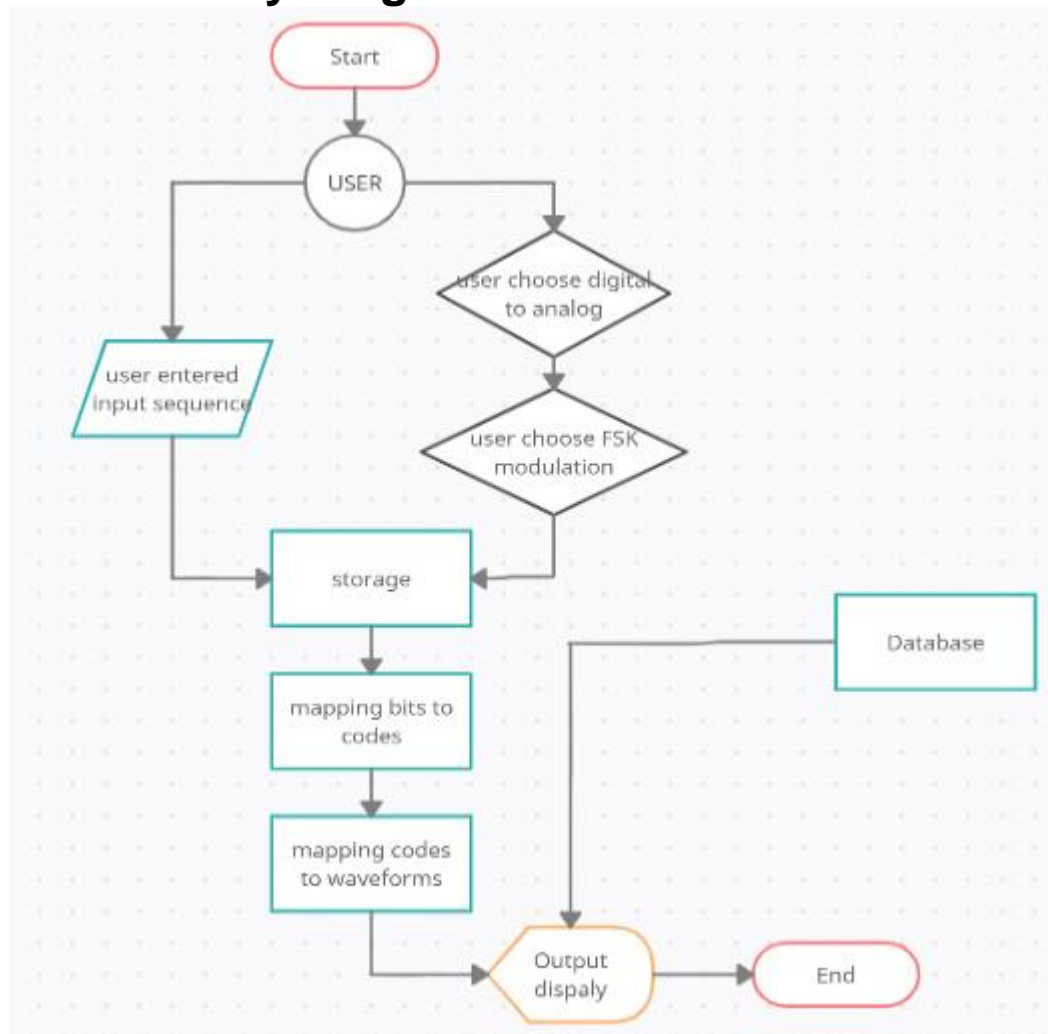 Start
USER
user choose digital
to analog
user entered
input sequence
user choose FSK
modulation
storage
Database
mapping bits to
codes
mapping codes
to waveforms
Output
dispaly
End